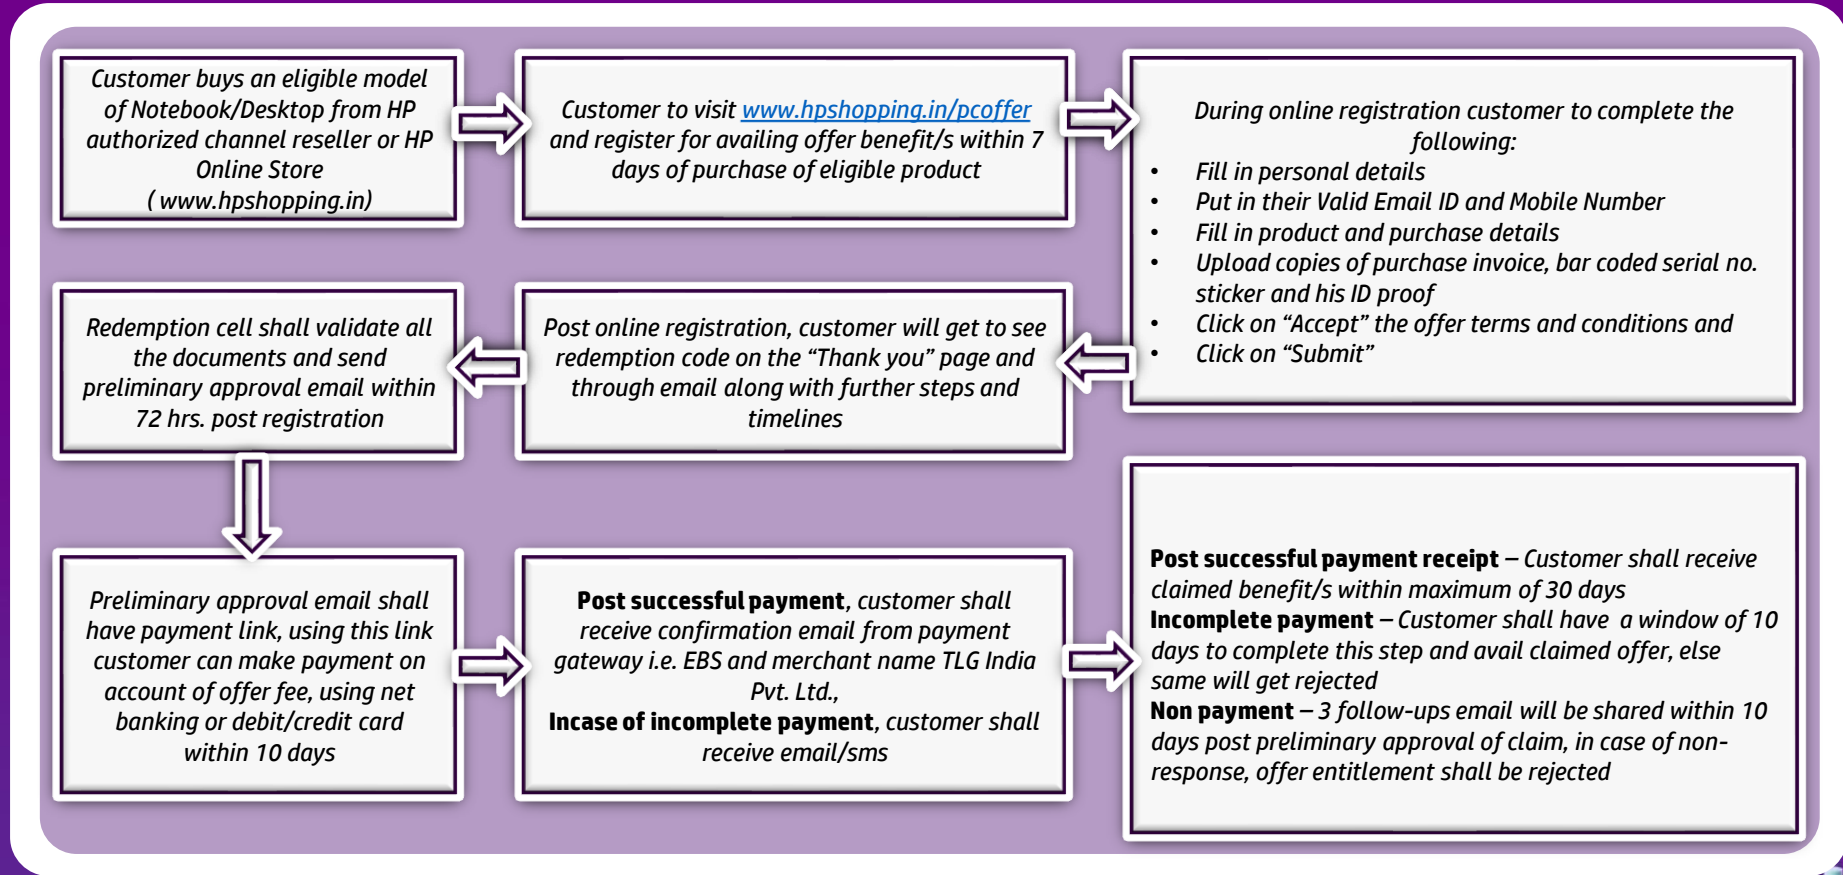 Customer buys an eligible model
of Notebook/Desktop from HP
authorized channel reseller or HP
Online Store
( www.hpshopping.in)
Customer to visit www.hpshopping.in/pcoffer
and register for availing offer benefit/s within 7
days of purchase of eligible product
During online registration customer to complete the
following:
• Fill in personal details
• Put in their Valid Email ID and Mobile Number
• Fill in product and purchase details
• Upload copies of purchase invoice, bar coded serial no.
sticker and his ID proof
• Click on “Accept” the offer terms and conditions and
• Click on “Submit”
Post online registration, customer will get to see
redemption code on the “Thank you” page and
through email along with further steps and
timelines
Redemption cell shall validate all
the documents and send
preliminary approval email within
72 hrs. post registration
Preliminary approval email shall
have payment link, using this link
customer can make payment on
account of offer fee, using net
banking or debit/credit card
within 10 days
Post successful payment, customer shall
receive confirmation email from payment
gateway i.e. EBS and merchant name TLG India
Pvt. Ltd.,
Incase of incomplete payment, customer shall
receive email/sms
Post successful payment receipt – Customer shall receive
claimed benefit/s within maximum of 30 days
Incomplete payment – Customer shall have a window of 10
days to complete this step and avail claimed offer, else
same will get rejected
Non payment – 3 follow-ups email will be shared within 10
days post preliminary approval of claim, in case of non-
response, offer entitlement shall be rejected